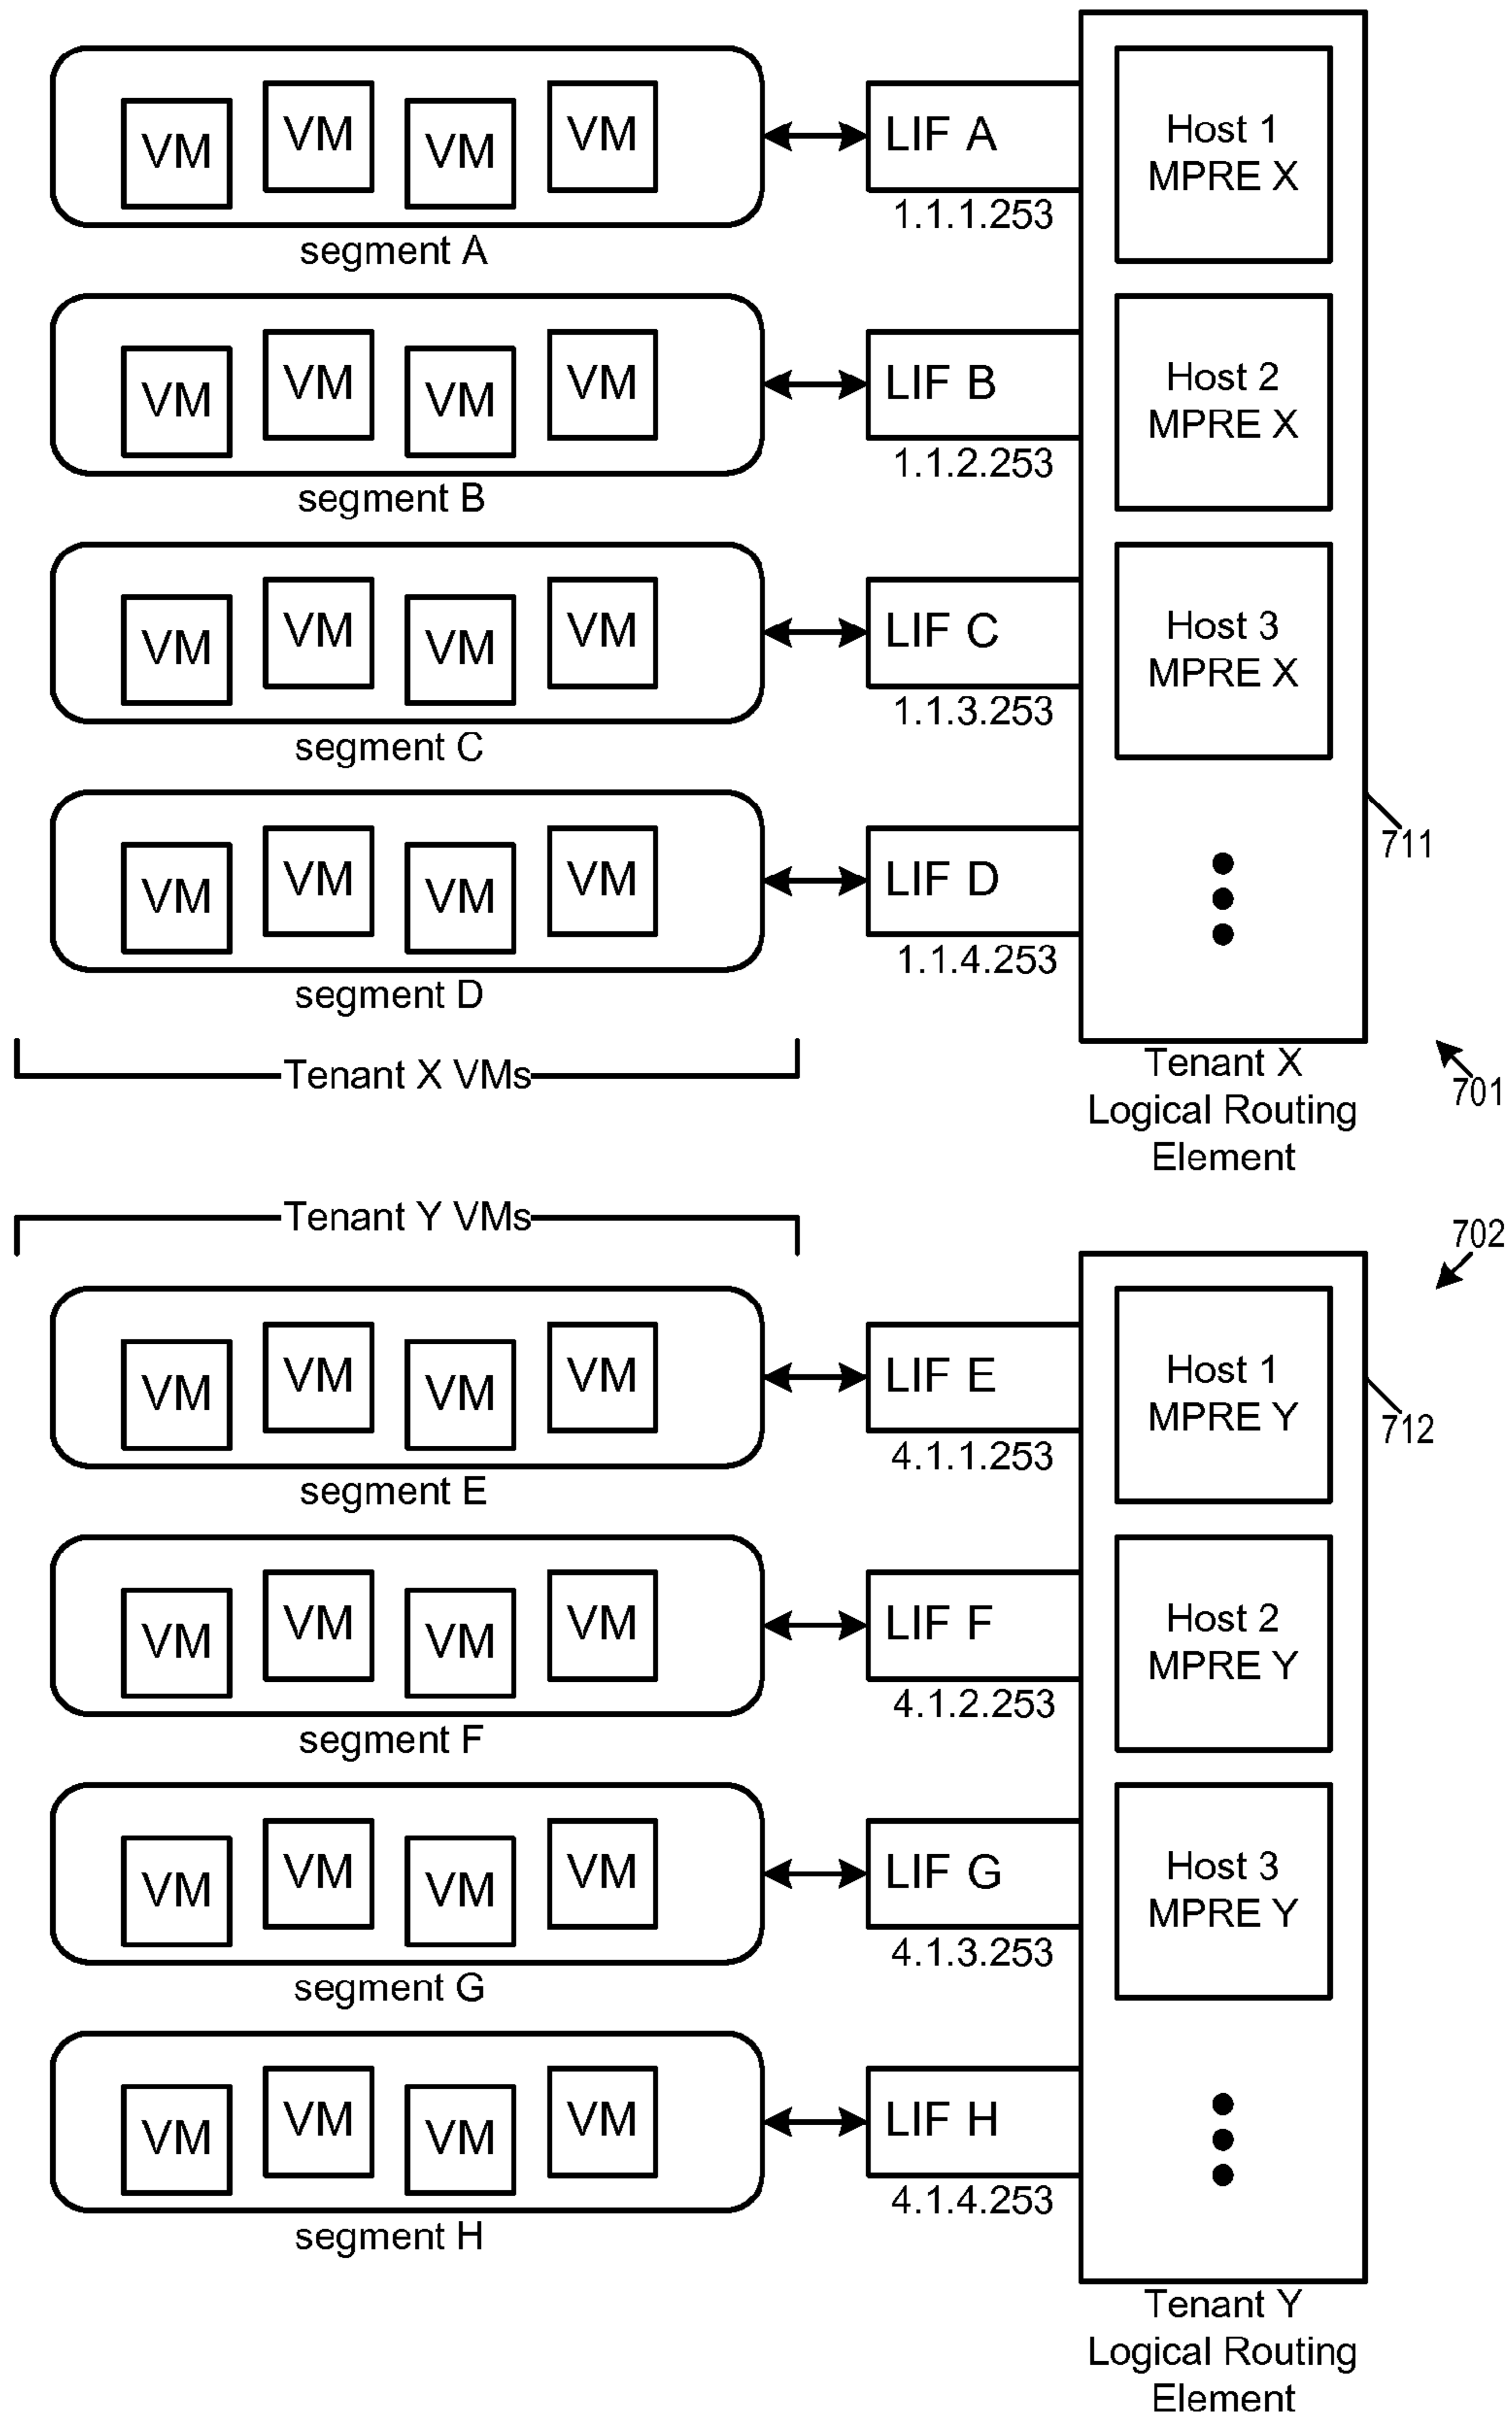 VM VM VM VM
LIF A
1.1.1.253
segment A
Host 1
MPRE X
VM VM VM VM
LIF B
1.1.2.253
segment B
Host 2
MPRE X
VM VM VM VM
LIF C
1.1.3.253
segment C
Host 3
MPRE X
711
VM VM VM VM
LIF D
1.1.4.253
segment D
Tenant X VMs
Tenant X
Logical Routing
Element
701
Tenant Y VMs
702
VM VM VM VM
LIF E
4.1.1.253
segment E
Host 1
MPRE Y
712
VM VM VM VM
LIF F
4.1.2.253
segment F
Host 2
MPRE Y
VM VM VM VM
LIF G
4.1.3.253
segment G
Host 3
MPRE Y
VM VM VM VM
LIF H
4.1.4.253
segment H
Tenant Y
Logical Routing
Element